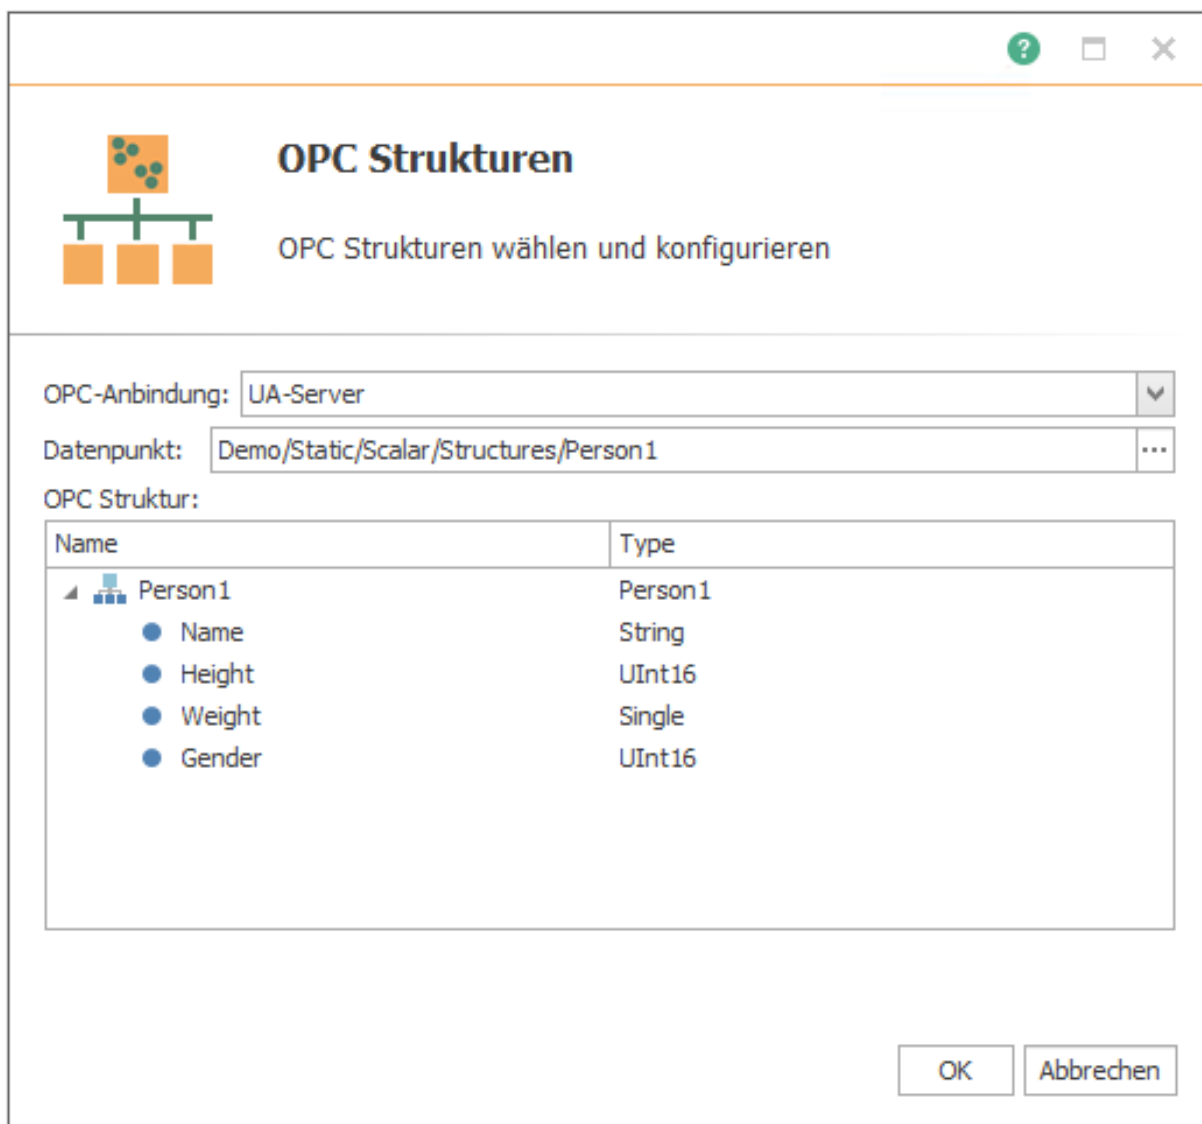 ?
OPC Strukturen
OPC Strukturen wählen und konfigurieren
OPC-Anbindung: UA-Server
Datenpunkt: Demo/Static/Scalar/Structures/Person1 ...
OPC Struktur:
Name Type
Person1 Person1
Name String
Height UInt16
Weight Single
Gender UInt16
OK Abbrechen